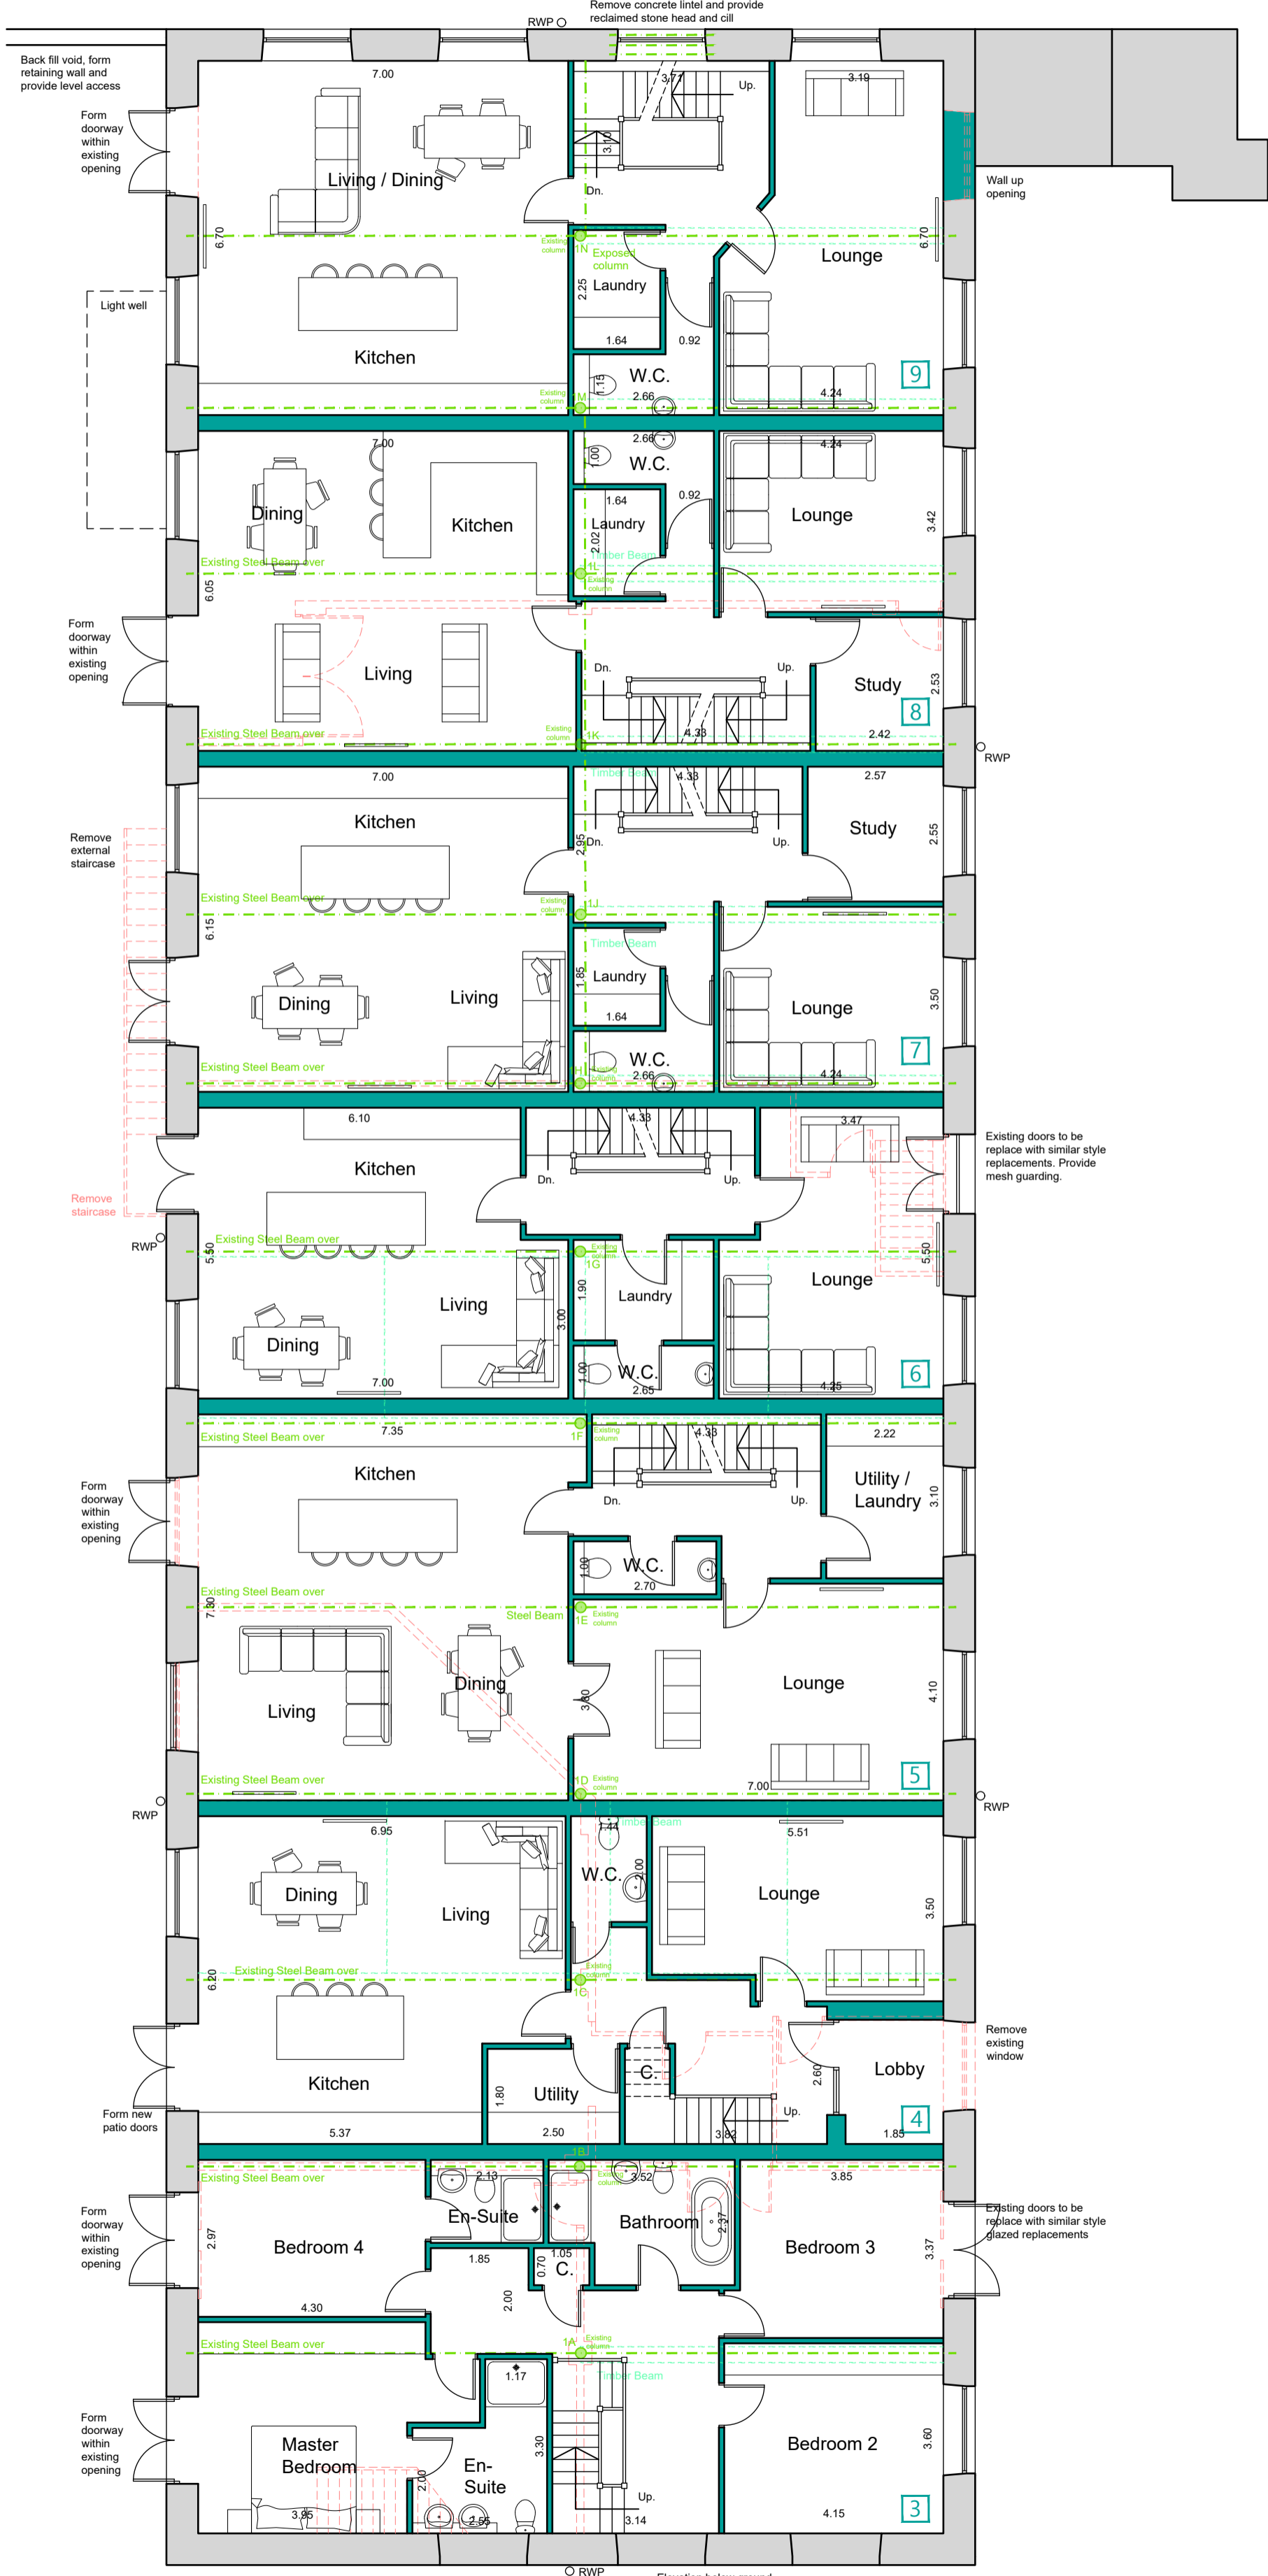 Remove concrete lintel and provide
reclaimed stone head and cill
RWP
Back fill void, form
retaining wall and
provide level access
7.00
3.71
Up.
3.19
Form
doorway
within
existing
opening
3.10
Dn.
Living / Dining
Wall up
opening
6.70
Existing
column
1N
Exposed
column
6.70
Lounge
Light well
2.25
Laundry
1.64
0.92
Kitchen
W.C.
1.15
2.66
9
4.24
Existing
column
1M
7.00
2.66
4.24
W.C.
1.00
Dining
Kitchen
1.64
0.92
Laundry
2.02
Lounge
3.42
Existing Steel Beam over
Timber Beam
1L
Existing
column
6.05
Form
doorway
within
existing
opening
Living
Dn.
Up.
Study
2.53
8
Existing Steel Beam over
Existing
column
1K
4.33
2.42
RWP
7.00
Timber Beam
4.33
2.57
Kitchen
Study
2.55
Remove
external
staircase
2.95
Dn.
Up.
Existing Steel Beam over
Existing
column
1J
6.15
Timber Beam
Laundry
1.85
1.64
Dining
Living
Lounge
3.50
7
W.C.
2.66
Existing Steel Beam over
1H
Existing
column
4.24
6.10
4.33
3.47
Kitchen
Dn.
Up.
Existing doors to be
replace with similar style
replacements. Provide
mesh guarding.
Remove
staircase
RWP
Existing Steel Beam over
5.50
Existing
column
1G
5.50
Lounge
1.90
Laundry
Living
3.00
Dining
7.00
1.00
W.C.
2.65
6
4.25
Existing Steel Beam over
7.35
1F
Existing
column
4.33
2.22
Kitchen
Utility /
Laundry
3.10
Dn.
Up.
Form
doorway
within
existing
opening
1.00
W.C.
2.70
Existing Steel Beam over
7.30
Steel Beam
1E
Existing
column
Dining
Living
3.80
Lounge
4.10
5
Existing Steel Beam over
1D
Existing
column
7.00
RWP
RWP
6.95
1.44
Timber Beam
5.51
Dining
Living
W.C.
2.00
Lounge
3.50
Existing Steel Beam over
6.20
Existing
column
1C
Remove
existing
window
Kitchen
Utility
1.80
C.
2.60
Lobby
Form new
patio doors
Up.
4
5.37
2.50
3.82
1.85
1B
Existing Steel Beam over
2.13
Existing
column
3.52
3.85
Form
doorway
within
existing
opening
2.97
Bedroom 4
En-Suite
Bathroom
2.37
Bedroom 3
3.37
Existing doors to be
replace with similar style
glazed replacements
1.85
1.05
0.70
C.
2.00
4.30
Existing Steel Beam over
1A
Existing
column
Timber Beam
1.17
Form
doorway
within
existing
opening
Master
Bedroom
3.30
En-
Suite
2.00
Bedroom 2
3.60
Up.
3
3.95
2.55
3.14
4.15
RWP
Elevation below ground